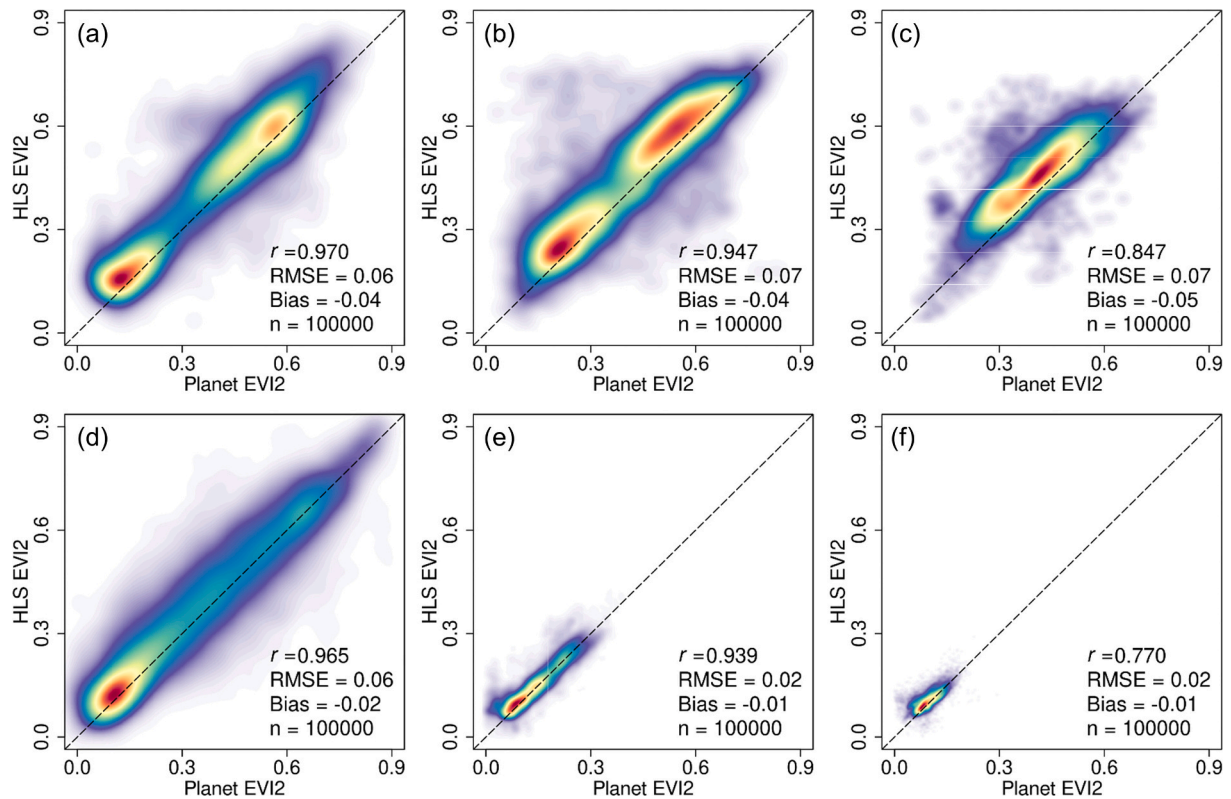 (a)
HLS EVI2
0.0
0.3
0.6
0.9
r =0.970
RMSE = 0.06
Bias = -0.04
n = 100000
0.0 0.3 0.6 0.9
Planet EVI2
(b)
HLS EVI2
0.0
0.3
0.6
0.9
r =0.947
RMSE = 0.07
Bias = -0.04
n = 100000
0.0 0.3 0.6 0.9
Planet EVI2
(c)
HLS EVI2
0.0
0.3
0.6
0.9
r =0.847
RMSE = 0.07
Bias = -0.05
n = 100000
0.0 0.3 0.6 0.9
Planet EVI2
(d)
HLS EVI2
0.0
0.3
0.6
0.9
r =0.965
RMSE = 0.06
Bias = -0.02
n = 100000
0.0 0.3 0.6 0.9
Planet EVI2
(e)
HLS EVI2
0.0
0.3
0.6
0.9
r =0.939
RMSE = 0.02
Bias = -0.01
n = 100000
0.0 0.3 0.6 0.9
Planet EVI2
(f)
HLS EVI2
0.0
0.3
0.6
0.9
r =0.770
RMSE = 0.02
Bias = -0.01
n = 100000
0.0 0.3 0.6 0.9
Planet EVI2